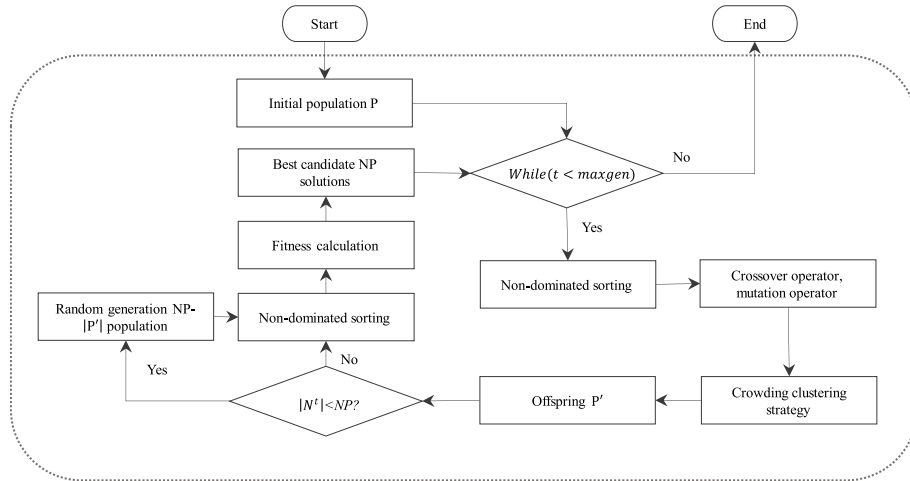 Start
End
Initial population P
Best candidate NP
solutions
While(t < maxgen)
No
Yes
Fitness calculation
Non-dominated sorting
Crossover operator,
mutation operator
Random generation NP-
|P′| population
Non-dominated sorting
Yes
No
|Nᵗ|<NP?
Offspring P′
Crowding clustering
strategy